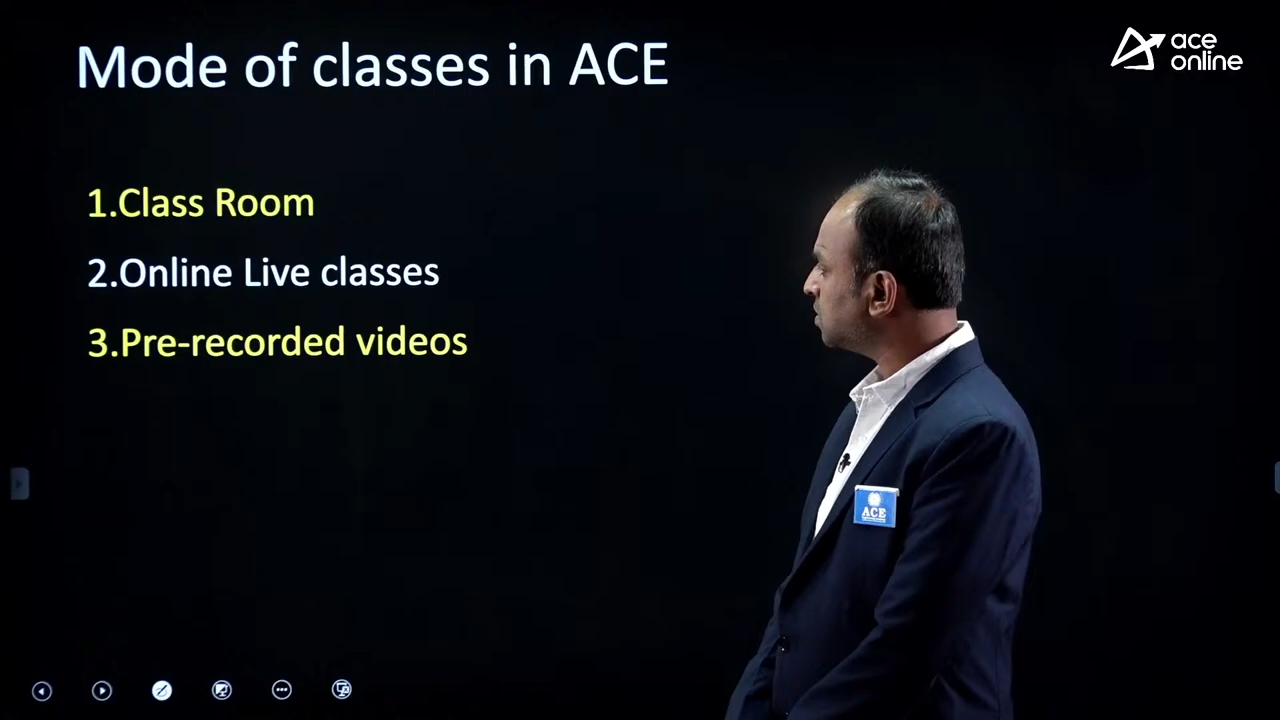 Mode of classes in ACE
ace
online
1.Class Room
2.Online Live classes
3.Pre-recorded videos
ACE